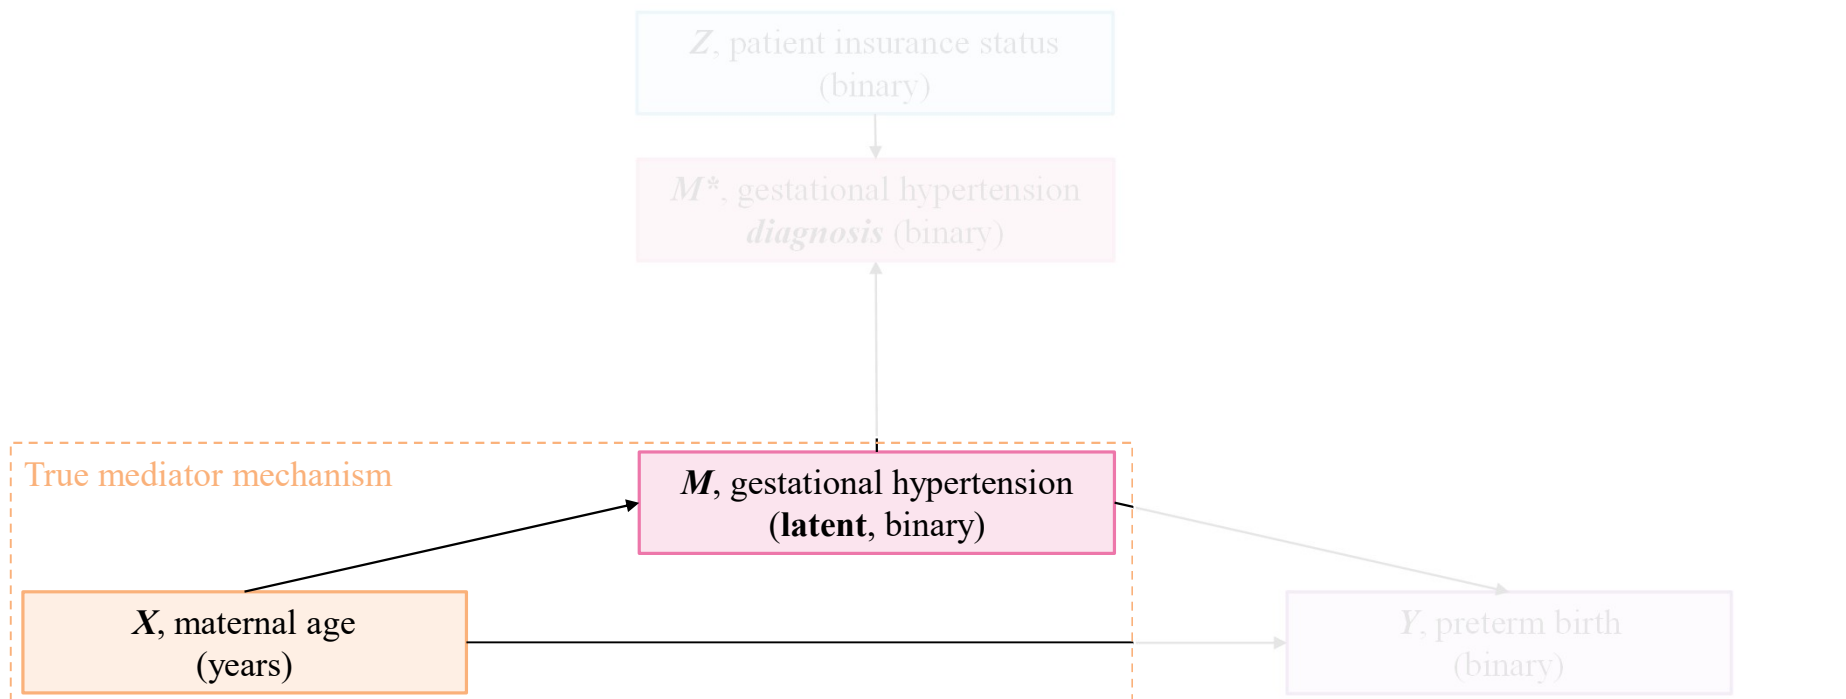 Z, patient insurance status
(binary)
M*, gestational hypertension
diagnosis (binary)
True mediator mechanism
M, gestational hypertension
(latent, binary)
X, maternal age
(years)
Y, preterm birth
(binary)